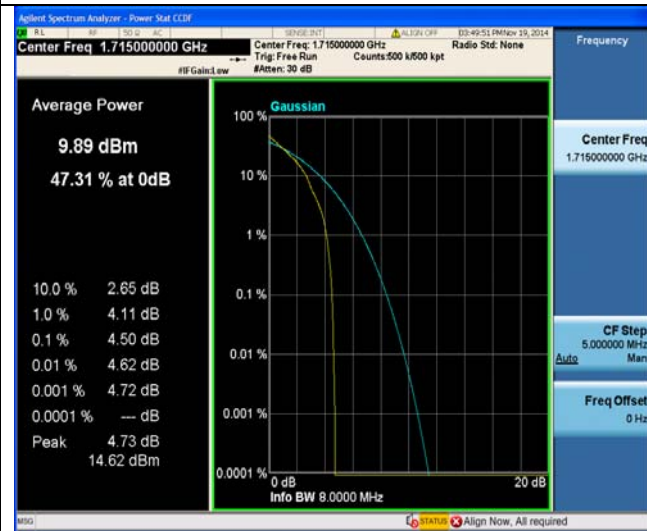 Agilent Spectrum Analyzer - Power Stat CCDF
RL RF 50 Ω AC SENSE:INT ALIGN OFF 03:49:51 PM Nov 19, 2014
Center Freq 1.715000000 GHz
Center Freq: 1.715000000 GHz Radio Std: None
Trig: Free Run Counts:500 k/500 kpt
#IFGain:Low #Atten: 30 dB
Frequency
Average Power
9.89 dBm
47.31 % at 0dB
10.0 % 2.65 dB
1.0 % 4.11 dB
0.1 % 4.50 dB
0.01 % 4.62 dB
0.001 % 4.72 dB
0.0001 % --- dB
Peak 4.73 dB
14.62 dBm
Gaussian
100 %
10 %
1 %
0.1 %
0.01 %
0.001 %
0.0001 %
0 dB 20 dB
Info BW 8.0000 MHz
Center Freq
1.715000000 GHz
CF Step
5.000000 MHz
Auto Man
Freq Offset
0 Hz
MSG STATUS Align Now, All required